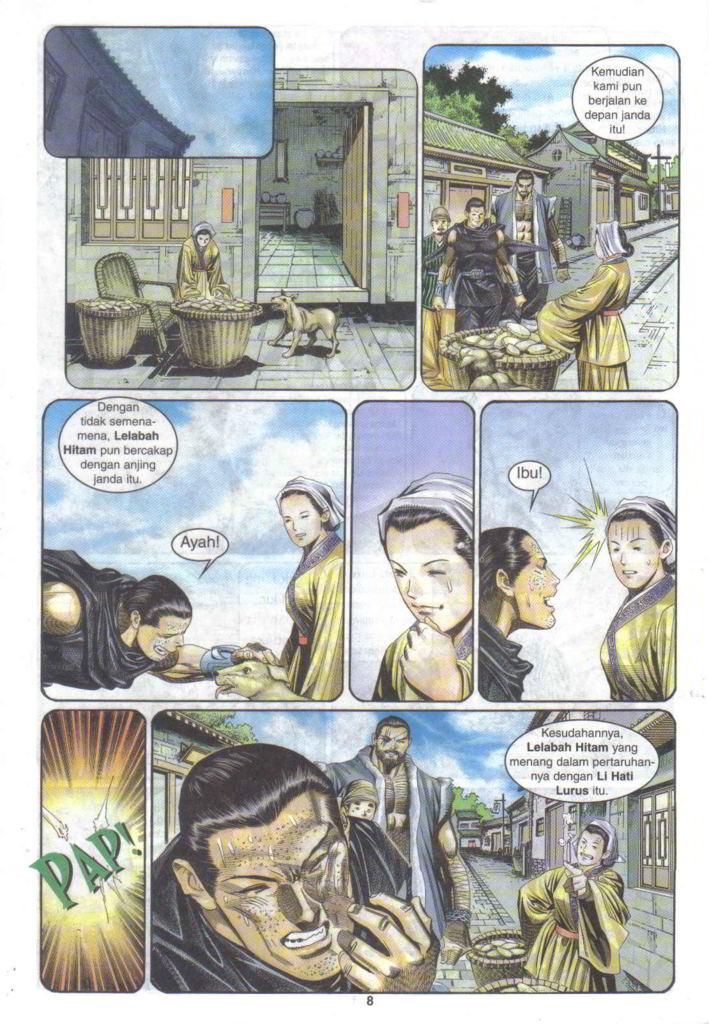 Kemudian
kami pun
berjalan ke
depan janda
itu!
Dengan
tidak semena-
mena, Lelabah
Hitam pun bercakap
dengan anjing
janda itu.
Ayah!
Ibu!
PAP!
Kesudahannya,
Lelabah Hitam yang
menang dalam pertaruhan-
nya dengan Li Hati
Lurus itu.
8